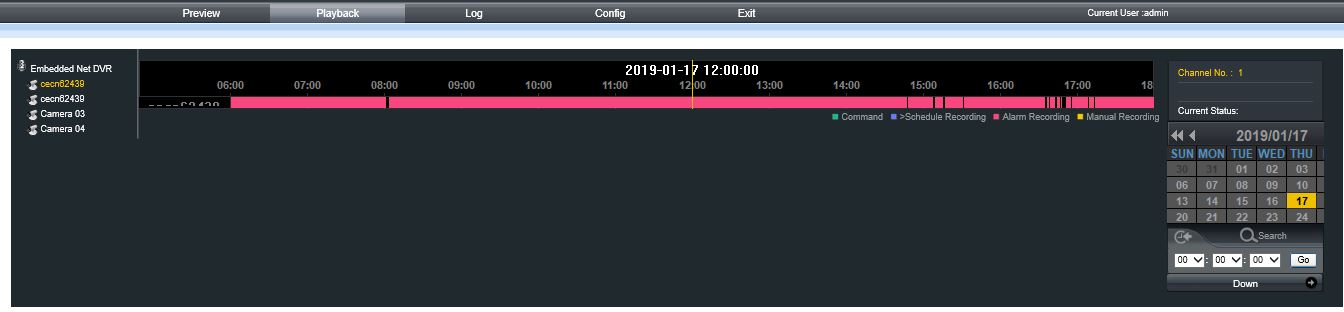 Preview Playback Log Config Exit Current User :admin
Embedded Net DVR
cecn62439
cecn62439
Camera 03
Camera 04
2019-01-17 12:00:00
06:00 07:00 08:00 09:00 10:00 11:00 12:00 13:00 14:00 15:00 16:00 17:00 18:
Command >Schedule Recording Alarm Recording Manual Recording
Channel No. : 1
Current Status:
2019/01/17
SUN MON TUE WED THU
30 31 01 02 03
06 07 08 09 10
13 14 15 16 17
20 21 22 23 24
Search
00 : 00 : 00 Go
Down